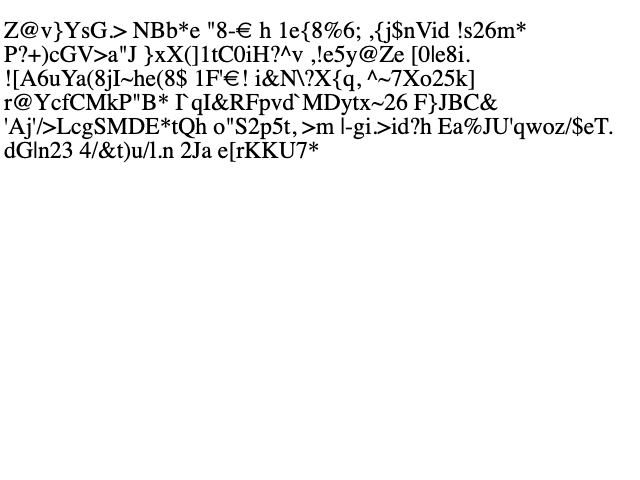 Z@v}YsG.> NBb*e "8-€ h 1e{8%6; ,{j$nVid !s26m*
P?+)cGV>a"J }xX(]1tC0iH?^v ,!e5y@Ze [0le8i.
![A6uYa(8jI~he(8$ 1F'€! i&N\?X{q, ^~7Xo25k]
r@YcfCMkP"B* I`qI&RFpvd`MDytx~26 F}JBC&
'Aj'/>LcgSMDE*tQh o"S2p5t, >m |-gi.>id?h Ea%JU'qwoz/$eT.
dG|n23 4/&t)u/l.n 2Ja e[rKKU7*